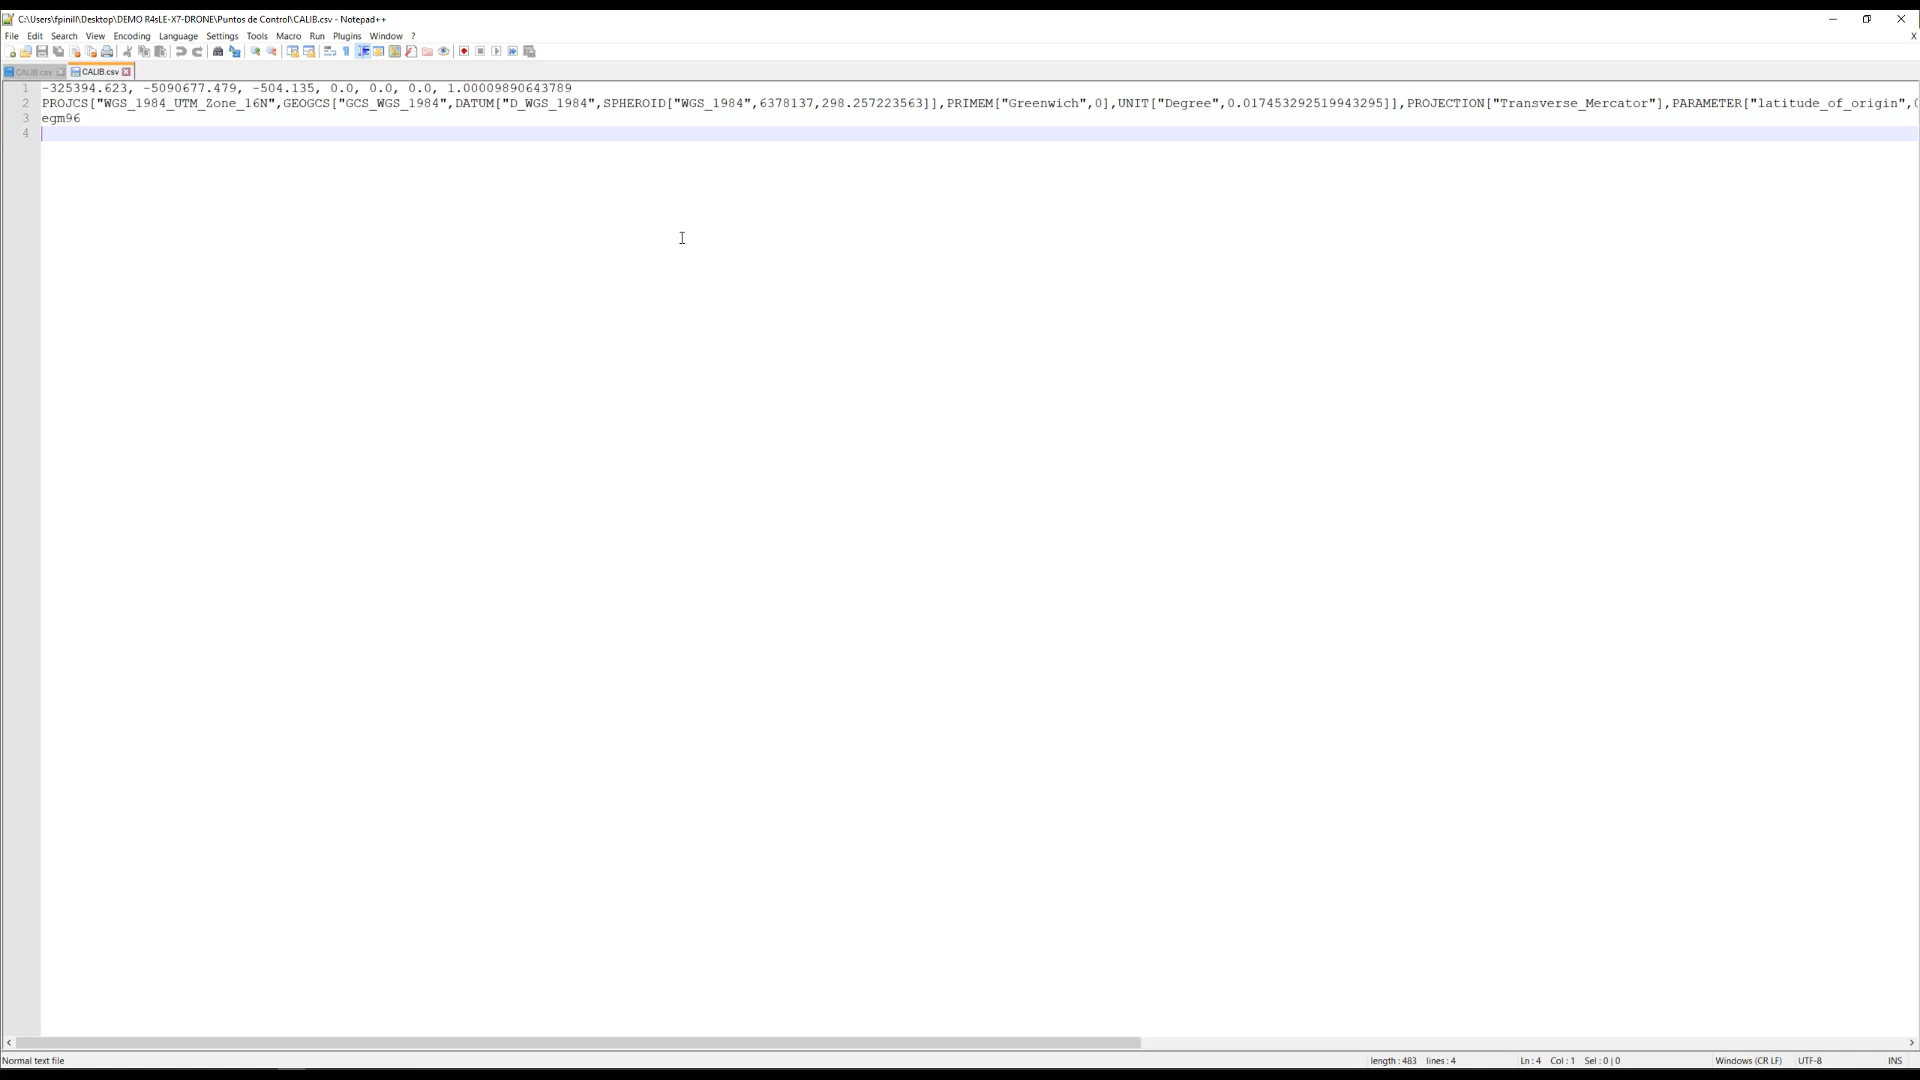 C:\Users\fpinill\Desktop\DEMO R4sLE-X7-DRONE\Puntos de Control\CALIB.csv - Notepad++
File Edit Search View Encoding Language Settings Tools Macro Run Plugins Window ?
X
CALIB.csv CALIB.csv
1 -325394.623, -5090677.479, -504.135, 0.0, 0.0, 0.0, 1.00009890643789
2 PROJCS["WGS_1984_UTM_Zone_16N",GEOGCS["GCS_WGS_1984",DATUM["D_WGS_1984",SPHEROID["WGS_1984",6378137,298.257223563]],PRIMEM["Greenwich",0],UNIT["Degree",0.017453292519943295]],PROJECTION["Transverse_Mercator"],PARAMETER["latitude_of_origin",
3 egm96
4
Normal text file length : 483 lines : 4 Ln : 4 Col : 1 Sel : 0 | 0 Windows (CR LF) UTF-8 INS